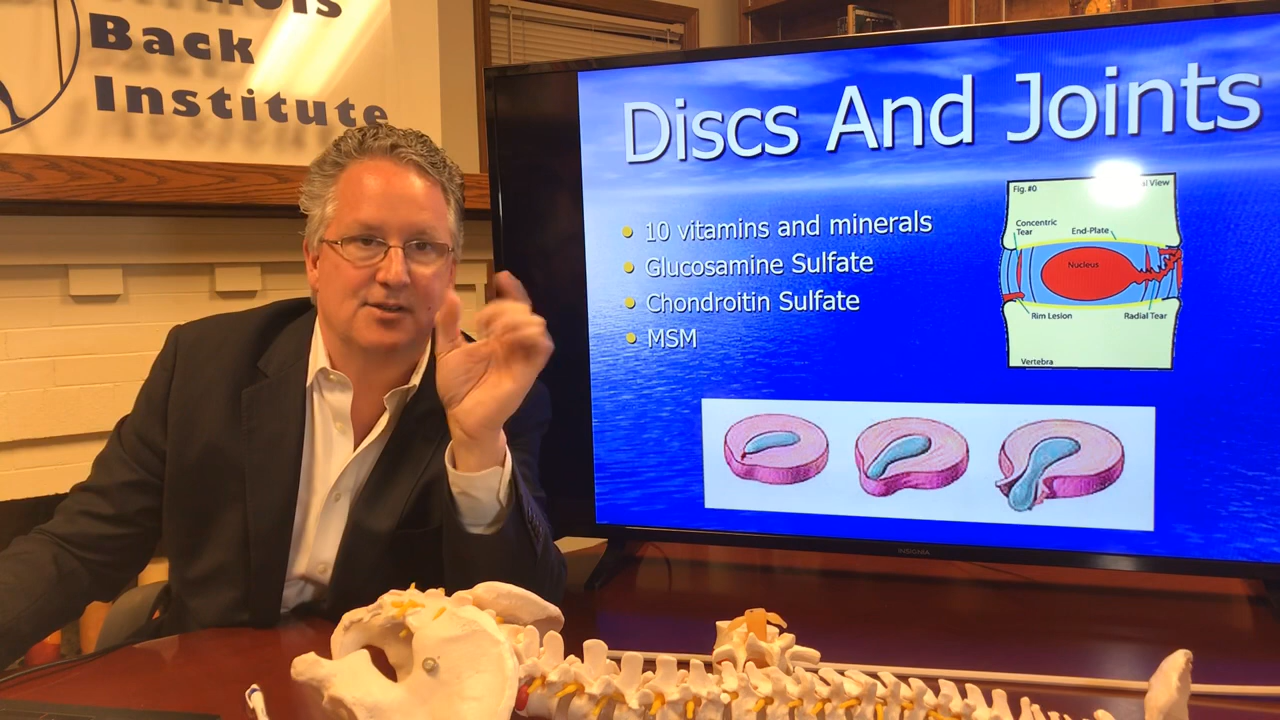 Back
Institute
Discs And Joints
10 vitamins and minerals
Glucosamine Sulfate
Chondroitin Sulfate
MSM
Fig. #0
View
Concentric
Tear
End-Plate
Nucleus
Rim Lesion
Radial Tear
Vertebra
INSIGNIA